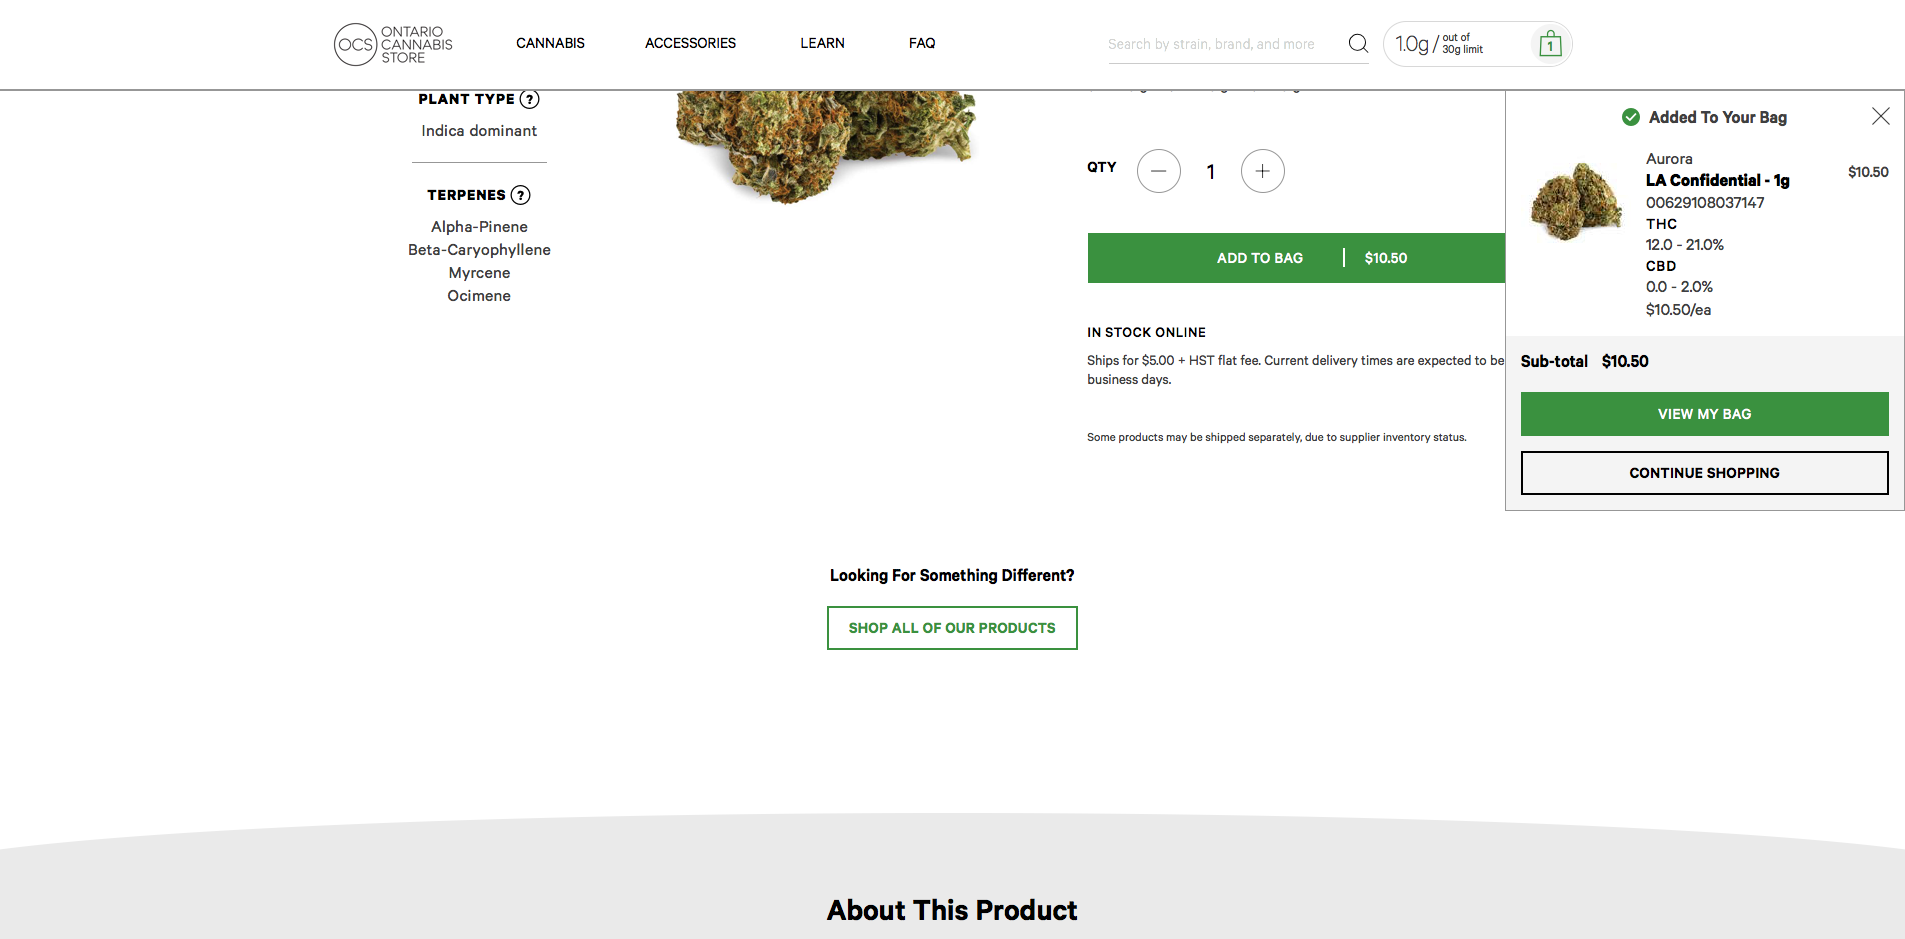 OCS ONTARIO CANNABIS STORE
CANNABIS
ACCESSORIES
LEARN
FAQ
Search by strain, brand, and more
1.0g / out of 30g limit
1
PLANT TYPE ?
Indica dominant
TERPENES ?
Alpha-Pinene
Beta-Caryophyllene
Myrcene
Ocimene
QTY
1
ADD TO BAG | $10.50
IN STOCK ONLINE
Ships for $5.00 + HST flat fee. Current delivery times are expected to be
business days.
Some products may be shipped separately, due to supplier inventory status.
Added To Your Bag
Aurora
LA Confidential - 1g
$10.50
00629108037147
THC
12.0 - 21.0%
CBD
0.0 - 2.0%
$10.50/ea
Sub-total $10.50
VIEW MY BAG
CONTINUE SHOPPING
Looking For Something Different?
SHOP ALL OF OUR PRODUCTS
About This Product